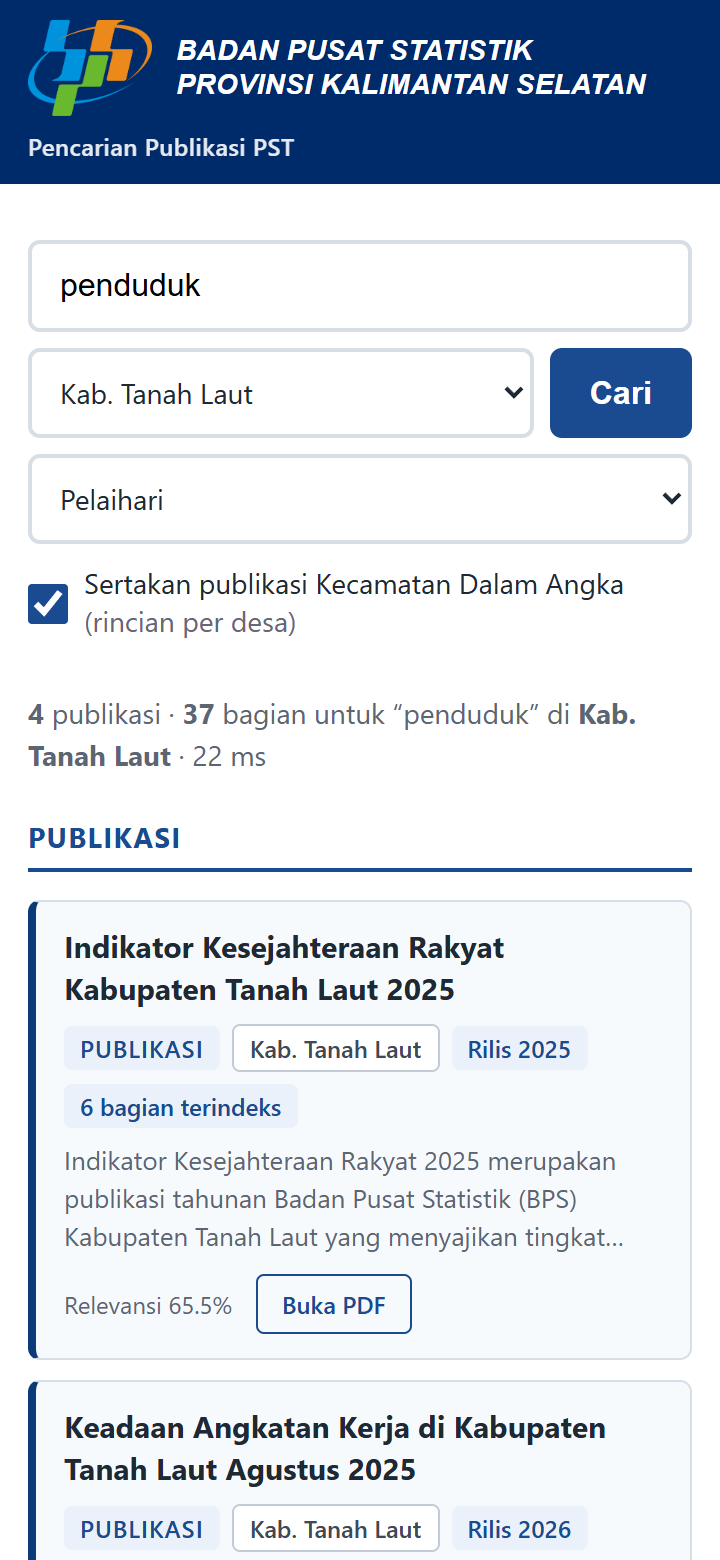 BADAN PUSAT STATISTIK
PROVINSI KALIMANTAN SELATAN
Pencarian Publikasi PST
penduduk
Kab. Tanah Laut
Cari
Pelaihari
Sertakan publikasi Kecamatan Dalam Angka
(rincian per desa)
4 publikasi · 37 bagian untuk “penduduk” di Kab.
Tanah Laut · 22 ms
PUBLIKASI
Indikator Kesejahteraan Rakyat
Kabupaten Tanah Laut 2025
PUBLIKASI Kab. Tanah Laut Rilis 2025
6 bagian terindeks
Indikator Kesejahteraan Rakyat 2025 merupakan
publikasi tahunan Badan Pusat Statistik (BPS)
Kabupaten Tanah Laut yang menyajikan tingkat...
Relevansi 65.5% Buka PDF
Keadaan Angkatan Kerja di Kabupaten
Tanah Laut Agustus 2025
PUBLIKASI Kab. Tanah Laut Rilis 2026